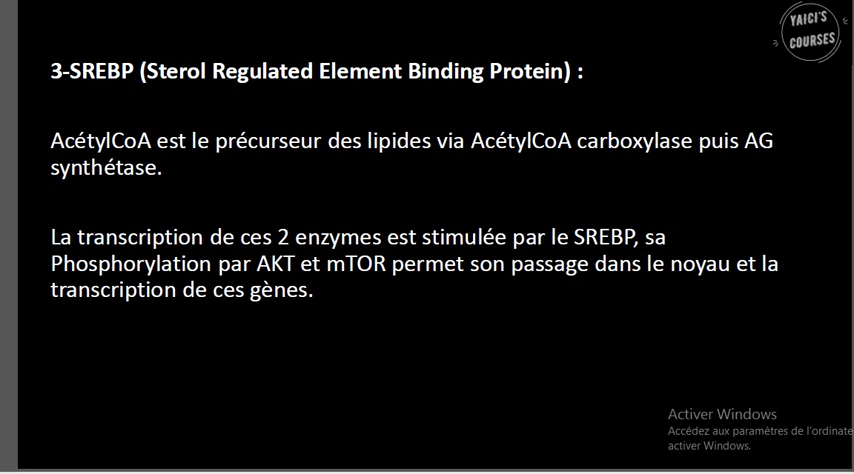 YAICI'S
COURSES
3-SREBP (Sterol Regulated Element Binding Protein) :
AcétylCoA est le précurseur des lipides via AcétylCoA carboxylase puis AG
synthétase.
La transcription de ces 2 enzymes est stimulée par le SREBP, sa
Phosphorylation par AKT et mTOR permet son passage dans le noyau et la
transcription de ces gènes.
Activer Windows
Accédez aux paramètres de l'ordinate
activer Windows.